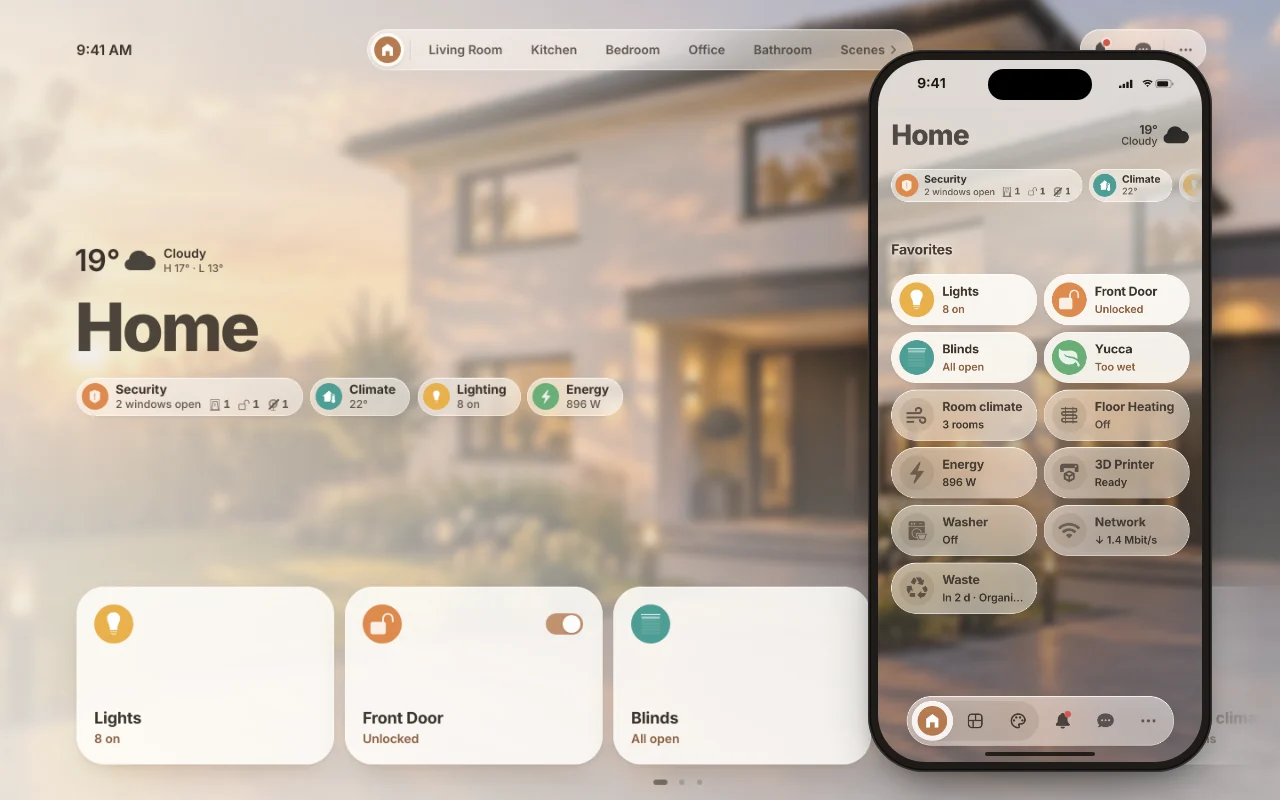 9:41 AM
Living Room
Kitchen
Bedroom
Office
Bathroom
Scenes
19°
Cloudy
H 17° · L 13°
Home
Security
2 windows open 1 1 1
Climate
22°
Lighting
8 on
Energy
896 W
Lights
8 on
Front Door
Unlocked
Blinds
All open
9:41
Home
19°
Cloudy
Security
2 windows open 1 1 1
Climate
22°
Favorites
Lights
8 on
Front Door
Unlocked
Blinds
All open
Yucca
Too wet
Room climate
3 rooms
Floor Heating
Off
Energy
896 W
3D Printer
Ready
Washer
Off
Network
↓ 1.4 Mbit/s
Waste
In 2 d · Organi...